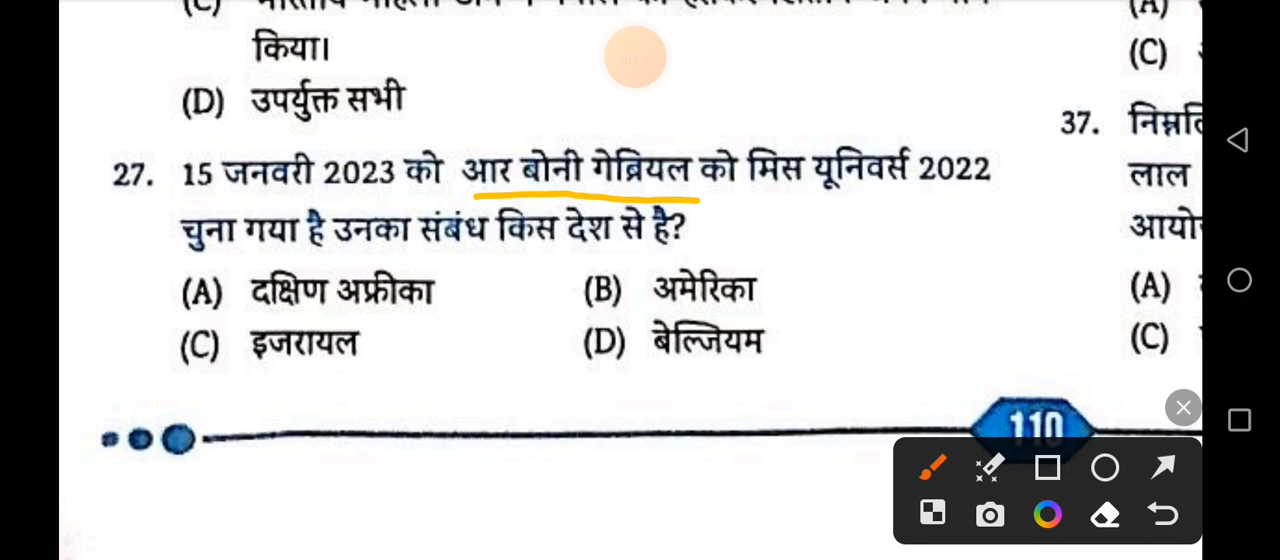 किया।
(D) उपर्युक्त सभी
27. 15 जनवरी 2023 को आर बोनी गेब्रियल को मिस यूनिवर्स 2022
चुना गया है उनका संबंध किस देश से है?
(A) दक्षिण अफ्रीका (B) अमेरिका
(C) इजरायल (D) बेल्जियम
110
(A)
(C)
37.
लाल
(A)
(C)